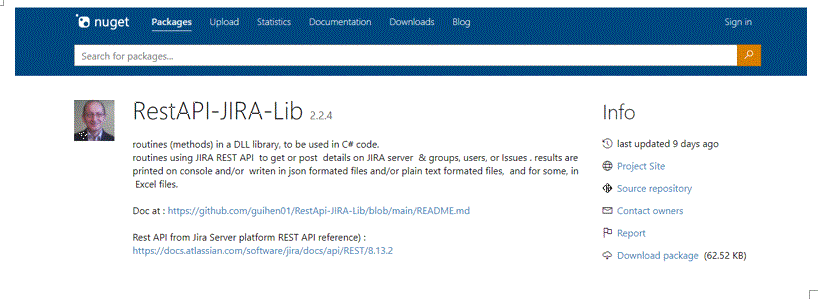 nuget Packages Upload Statistics Documentation Downloads Blog Sign in
Search for packages...
RestAPI-JIRA-Lib 2.2.4
routines (methods) in a DLL library, to be used in C# code.
routines using JIRA REST API to get or post details on JIRA server & groups, users, or Issues . results are
printed on console and/or writen in json formated files and/or plain text formated files, and for some, in
Excel files.
Doc at : https://github.com/guihen01/RestApi-JIRA-Lib/blob/main/README.md
Rest API from Jira Server platform REST API reference) :
https://docs.atlassian.com/software/jira/docs/api/REST/8.13.2
Info
last updated 9 days ago
Project Site
Source repository
Contact owners
Report
Download package (62.52 KB)